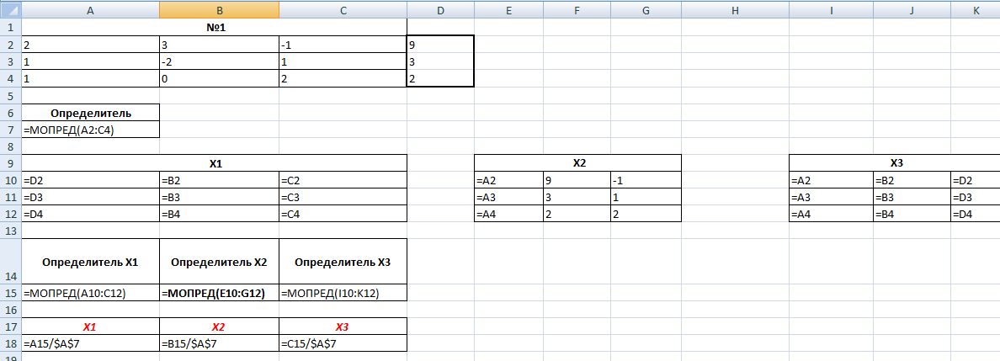 A B C D E F G H I J K
1 №1
2 2 3 -1 9
3 1 -2 1 3
4 1 0 2 2
5
6 Определитель
7 =МОПРЕД(A2:C4)
8
9 X1 X2 X3
10 =D2 =B2 =C2 =A2 9 -1 =A2 =B2 =D2
11 =D3 =B3 =C3 =A3 3 1 =A3 =B3 =D3
12 =D4 =B4 =C4 =A4 2 2 =A4 =B4 =D4
13
14 Определитель X1 Определитель X2 Определитель X3
15 =МОПРЕД(A10:C12) =МОПРЕД(E10:G12) =МОПРЕД(I10:K12)
16
17 X1 X2 X3
18 =A15/$A$7 =B15/$A$7 =C15/$A$7
19